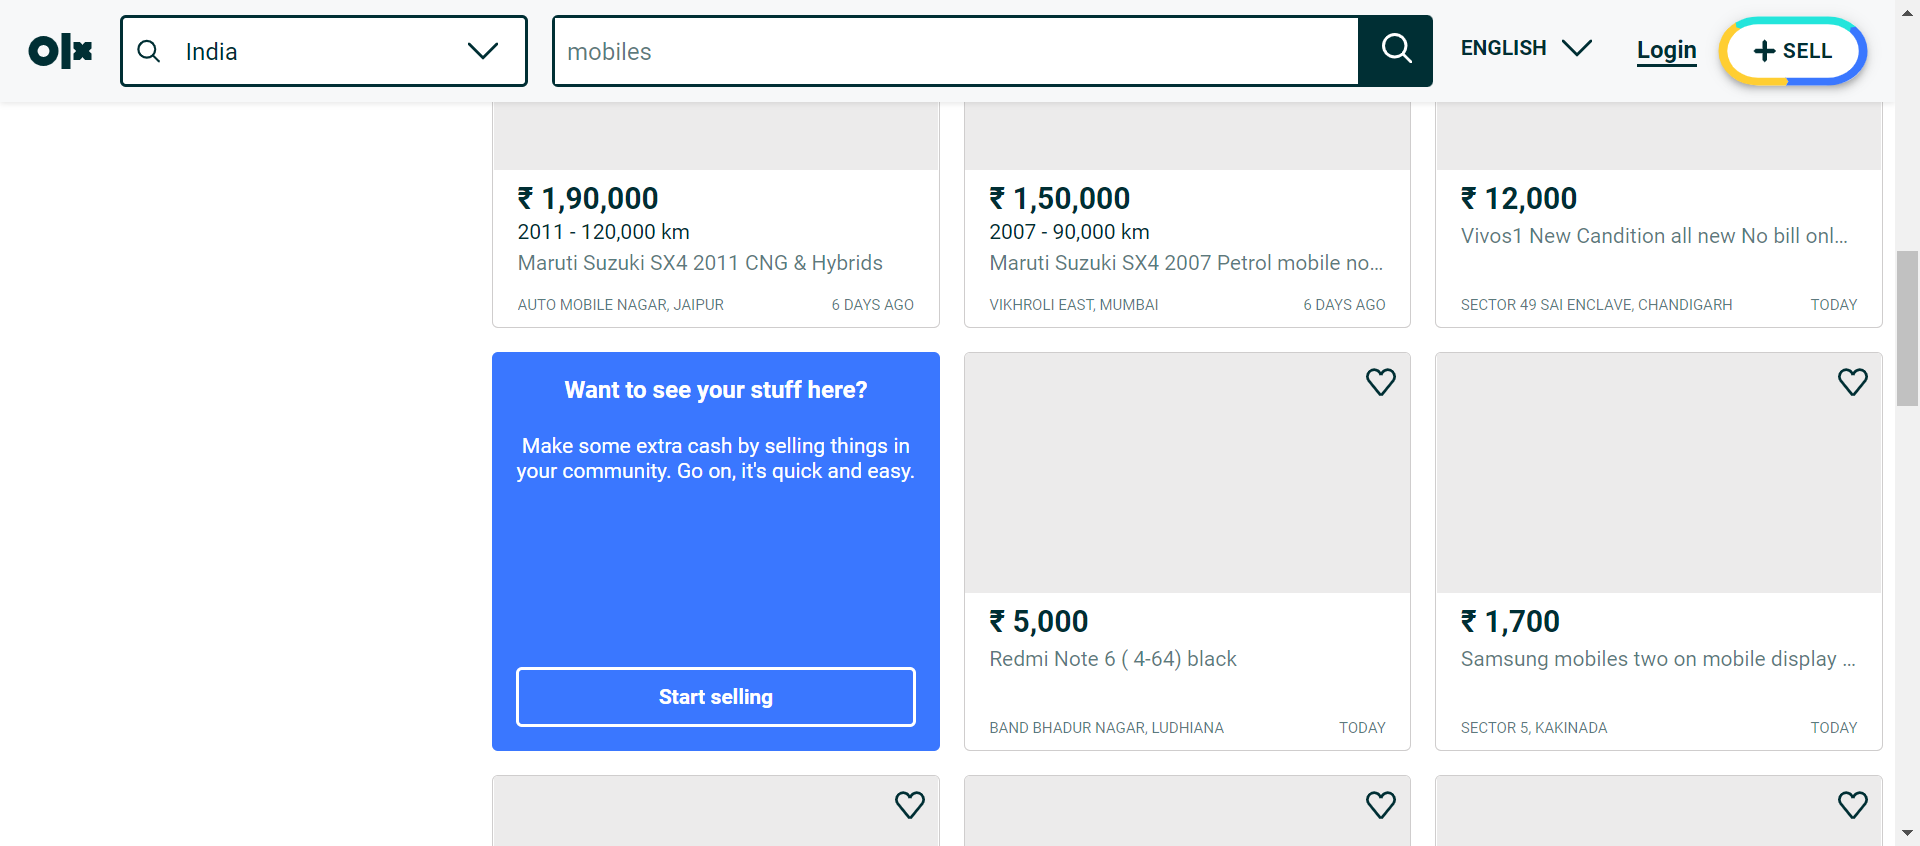 olx
India
mobiles
ENGLISH
Login
SELL
₹ 1,90,000
2011 - 120,000 km
Maruti Suzuki SX4 2011 CNG & Hybrids
AUTO MOBILE NAGAR, JAIPUR
6 DAYS AGO
₹ 1,50,000
2007 - 90,000 km
Maruti Suzuki SX4 2007 Petrol mobile no...
VIKHROLI EAST, MUMBAI
6 DAYS AGO
₹ 12,000
Vivos1 New Candition all new No bill onl...
SECTOR 49 SAI ENCLAVE, CHANDIGARH
TODAY
Want to see your stuff here?
Make some extra cash by selling things in
your community. Go on, it's quick and easy.
Start selling
₹ 5,000
Redmi Note 6 ( 4-64) black
BAND BHADUR NAGAR, LUDHIANA
TODAY
₹ 1,700
Samsung mobiles two on mobile display ...
SECTOR 5, KAKINADA
TODAY